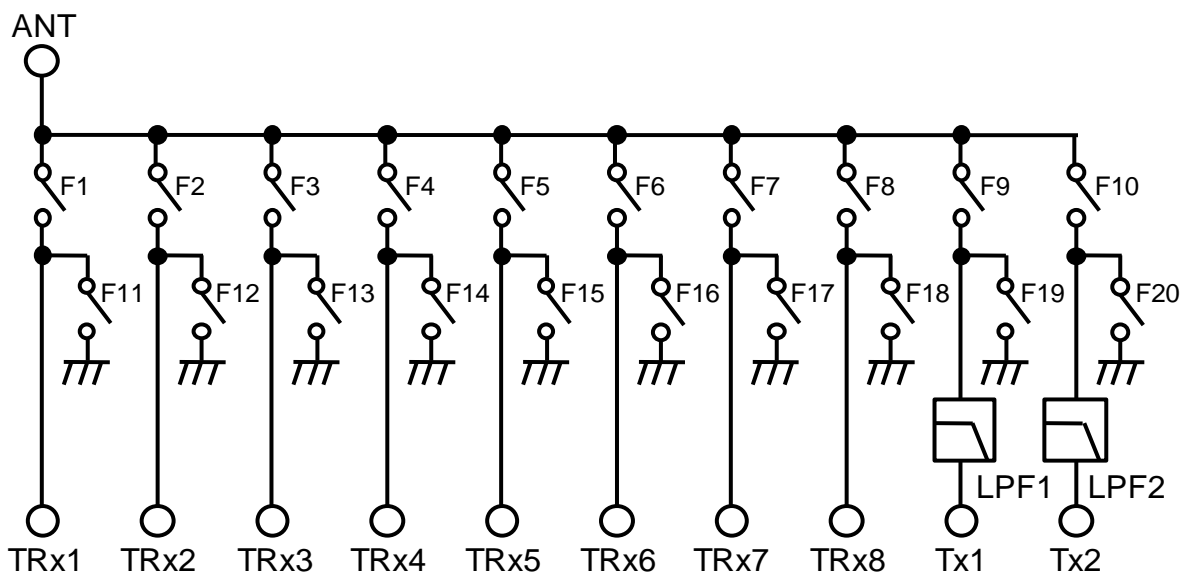 ANT
F1 F2 F3 F4 F5 F6 F7 F8 F9 F10
F11 F12 F13 F14 F15 F16 F17 F18 F19 F20
LPF1 LPF2
TRx1 TRx2 TRx3 TRx4 TRx5 TRx6 TRx7 TRx8 Tx1 Tx2